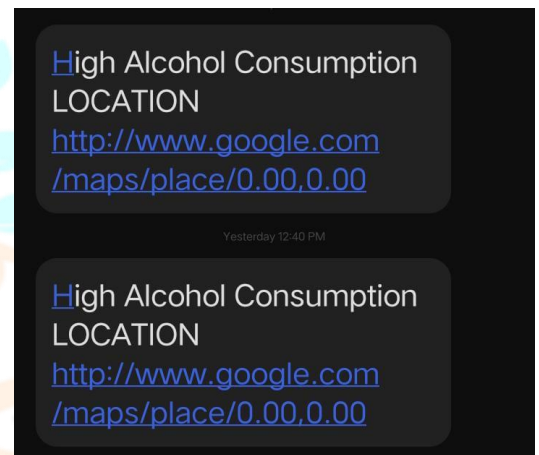 High Alcohol Consumption
LOCATION
http://www.google.com
/maps/place/0.00,0.00
Yesterday 12:40 PM
High Alcohol Consumption
LOCATION
http://www.google.com
/maps/place/0.00,0.00